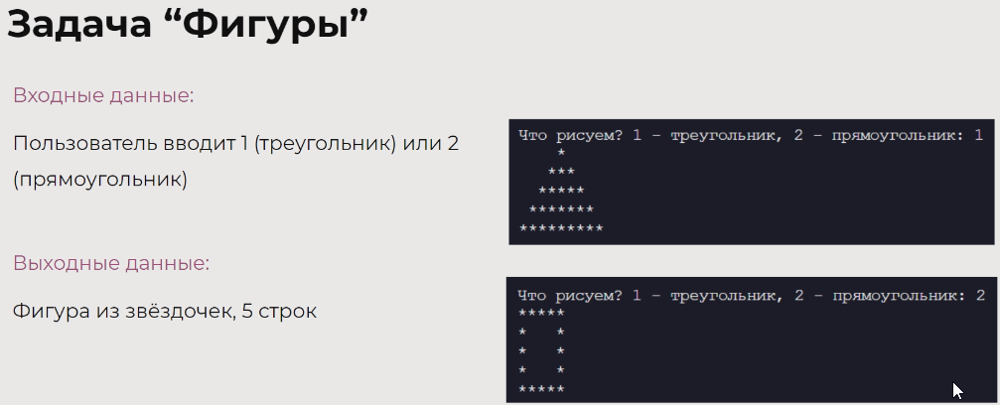 Задача “Фигуры”
Входные данные:
Пользователь вводит 1 (треугольник) или 2
(прямоугольник)
Выходные данные:
Фигура из звёздочек, 5 строк
Что рисуем? 1 - треугольник, 2 - прямоугольник: 1
    *
   ***
  *****
 *******
*********
Что рисуем? 1 - треугольник, 2 - прямоугольник: 2
*****
*   *
*   *
*   *
*****